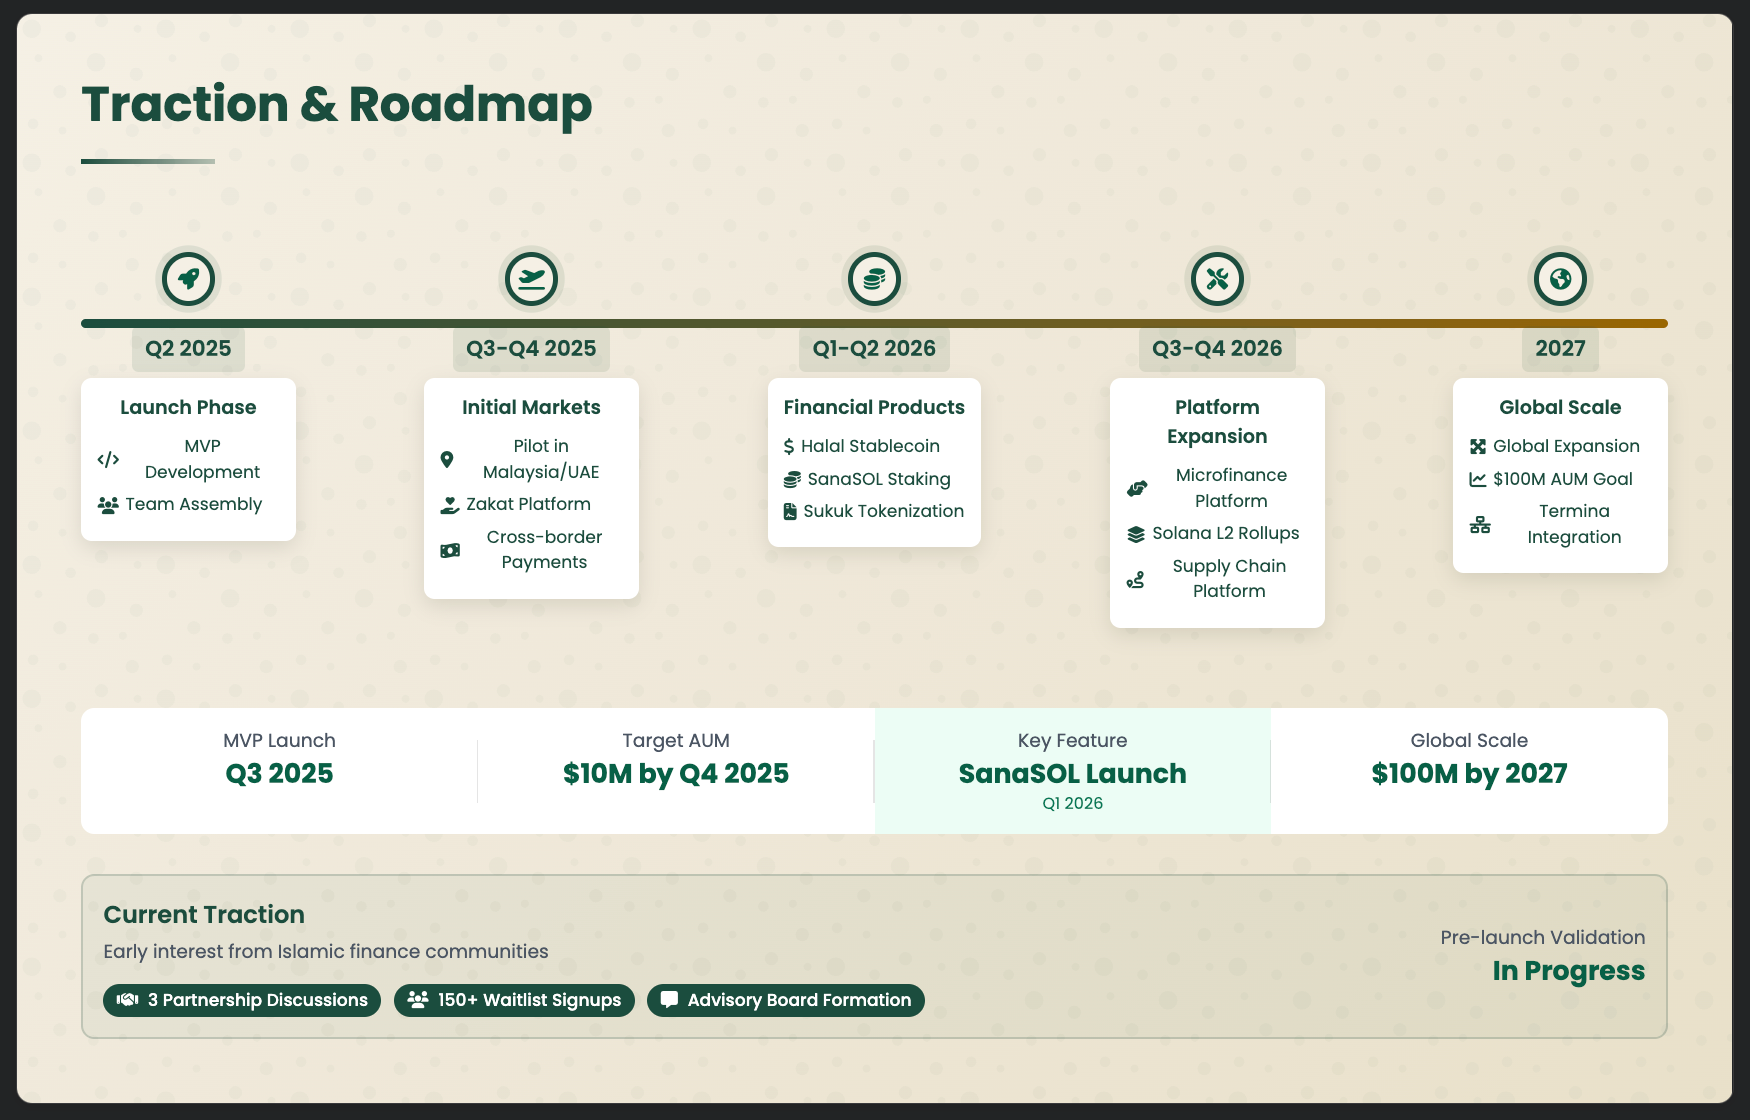 Traction & Roadmap
Q2 2025
Launch Phase
MVP
Development
Team Assembly
Q3-Q4 2025
Initial Markets
Pilot in
Malaysia/UAE
Zakat Platform
Cross-border
Payments
Q1-Q2 2026
Financial Products
Halal Stablecoin
SanaSOL Staking
Sukuk Tokenization
Q3-Q4 2026
Platform
Expansion
Microfinance
Platform
Solana L2 Rollups
Supply Chain
Platform
2027
Global Scale
Global Expansion
$100M AUM Goal
Termina
Integration
MVP Launch
Q3 2025
Target AUM
$10M by Q4 2025
Key Feature
SanaSOL Launch
Q1 2026
Global Scale
$100M by 2027
Current Traction
Early interest from Islamic finance communities
3 Partnership Discussions
150+ Waitlist Signups
Advisory Board Formation
Pre-launch Validation
In Progress